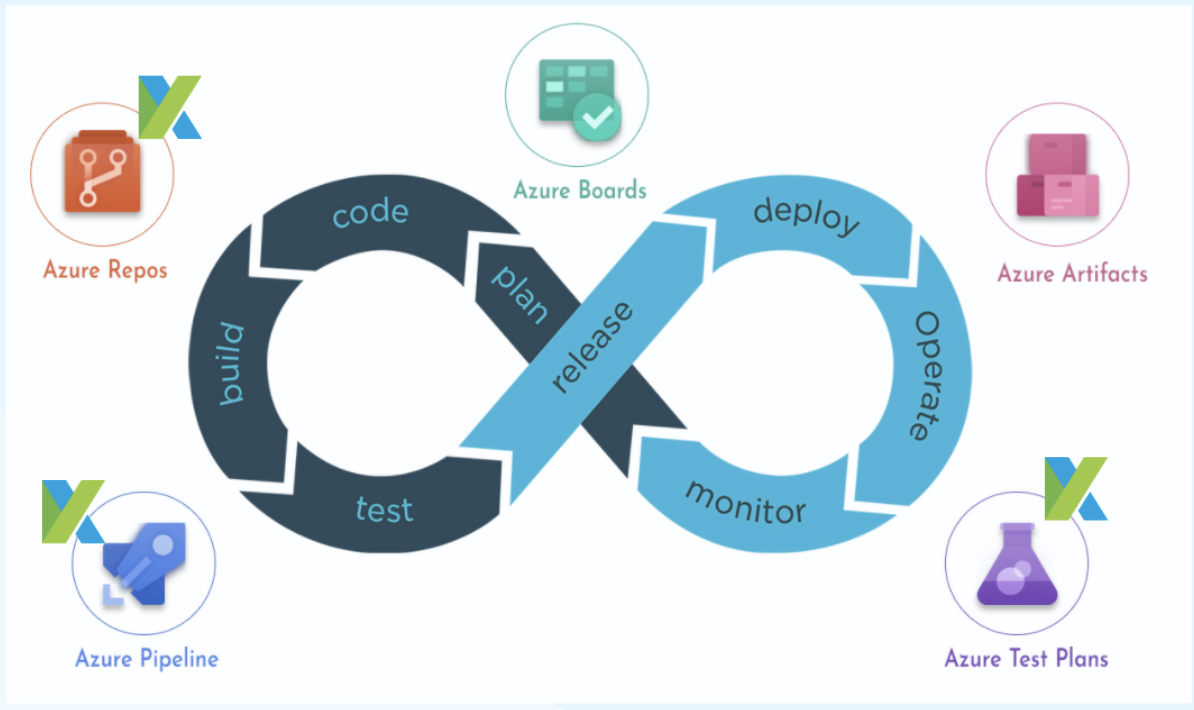 Azure Boards
Azure Repos
Azure Artifacts
code
deploy
plan
release
build
Operate
test
monitor
Azure Pipeline
Azure Test Plans